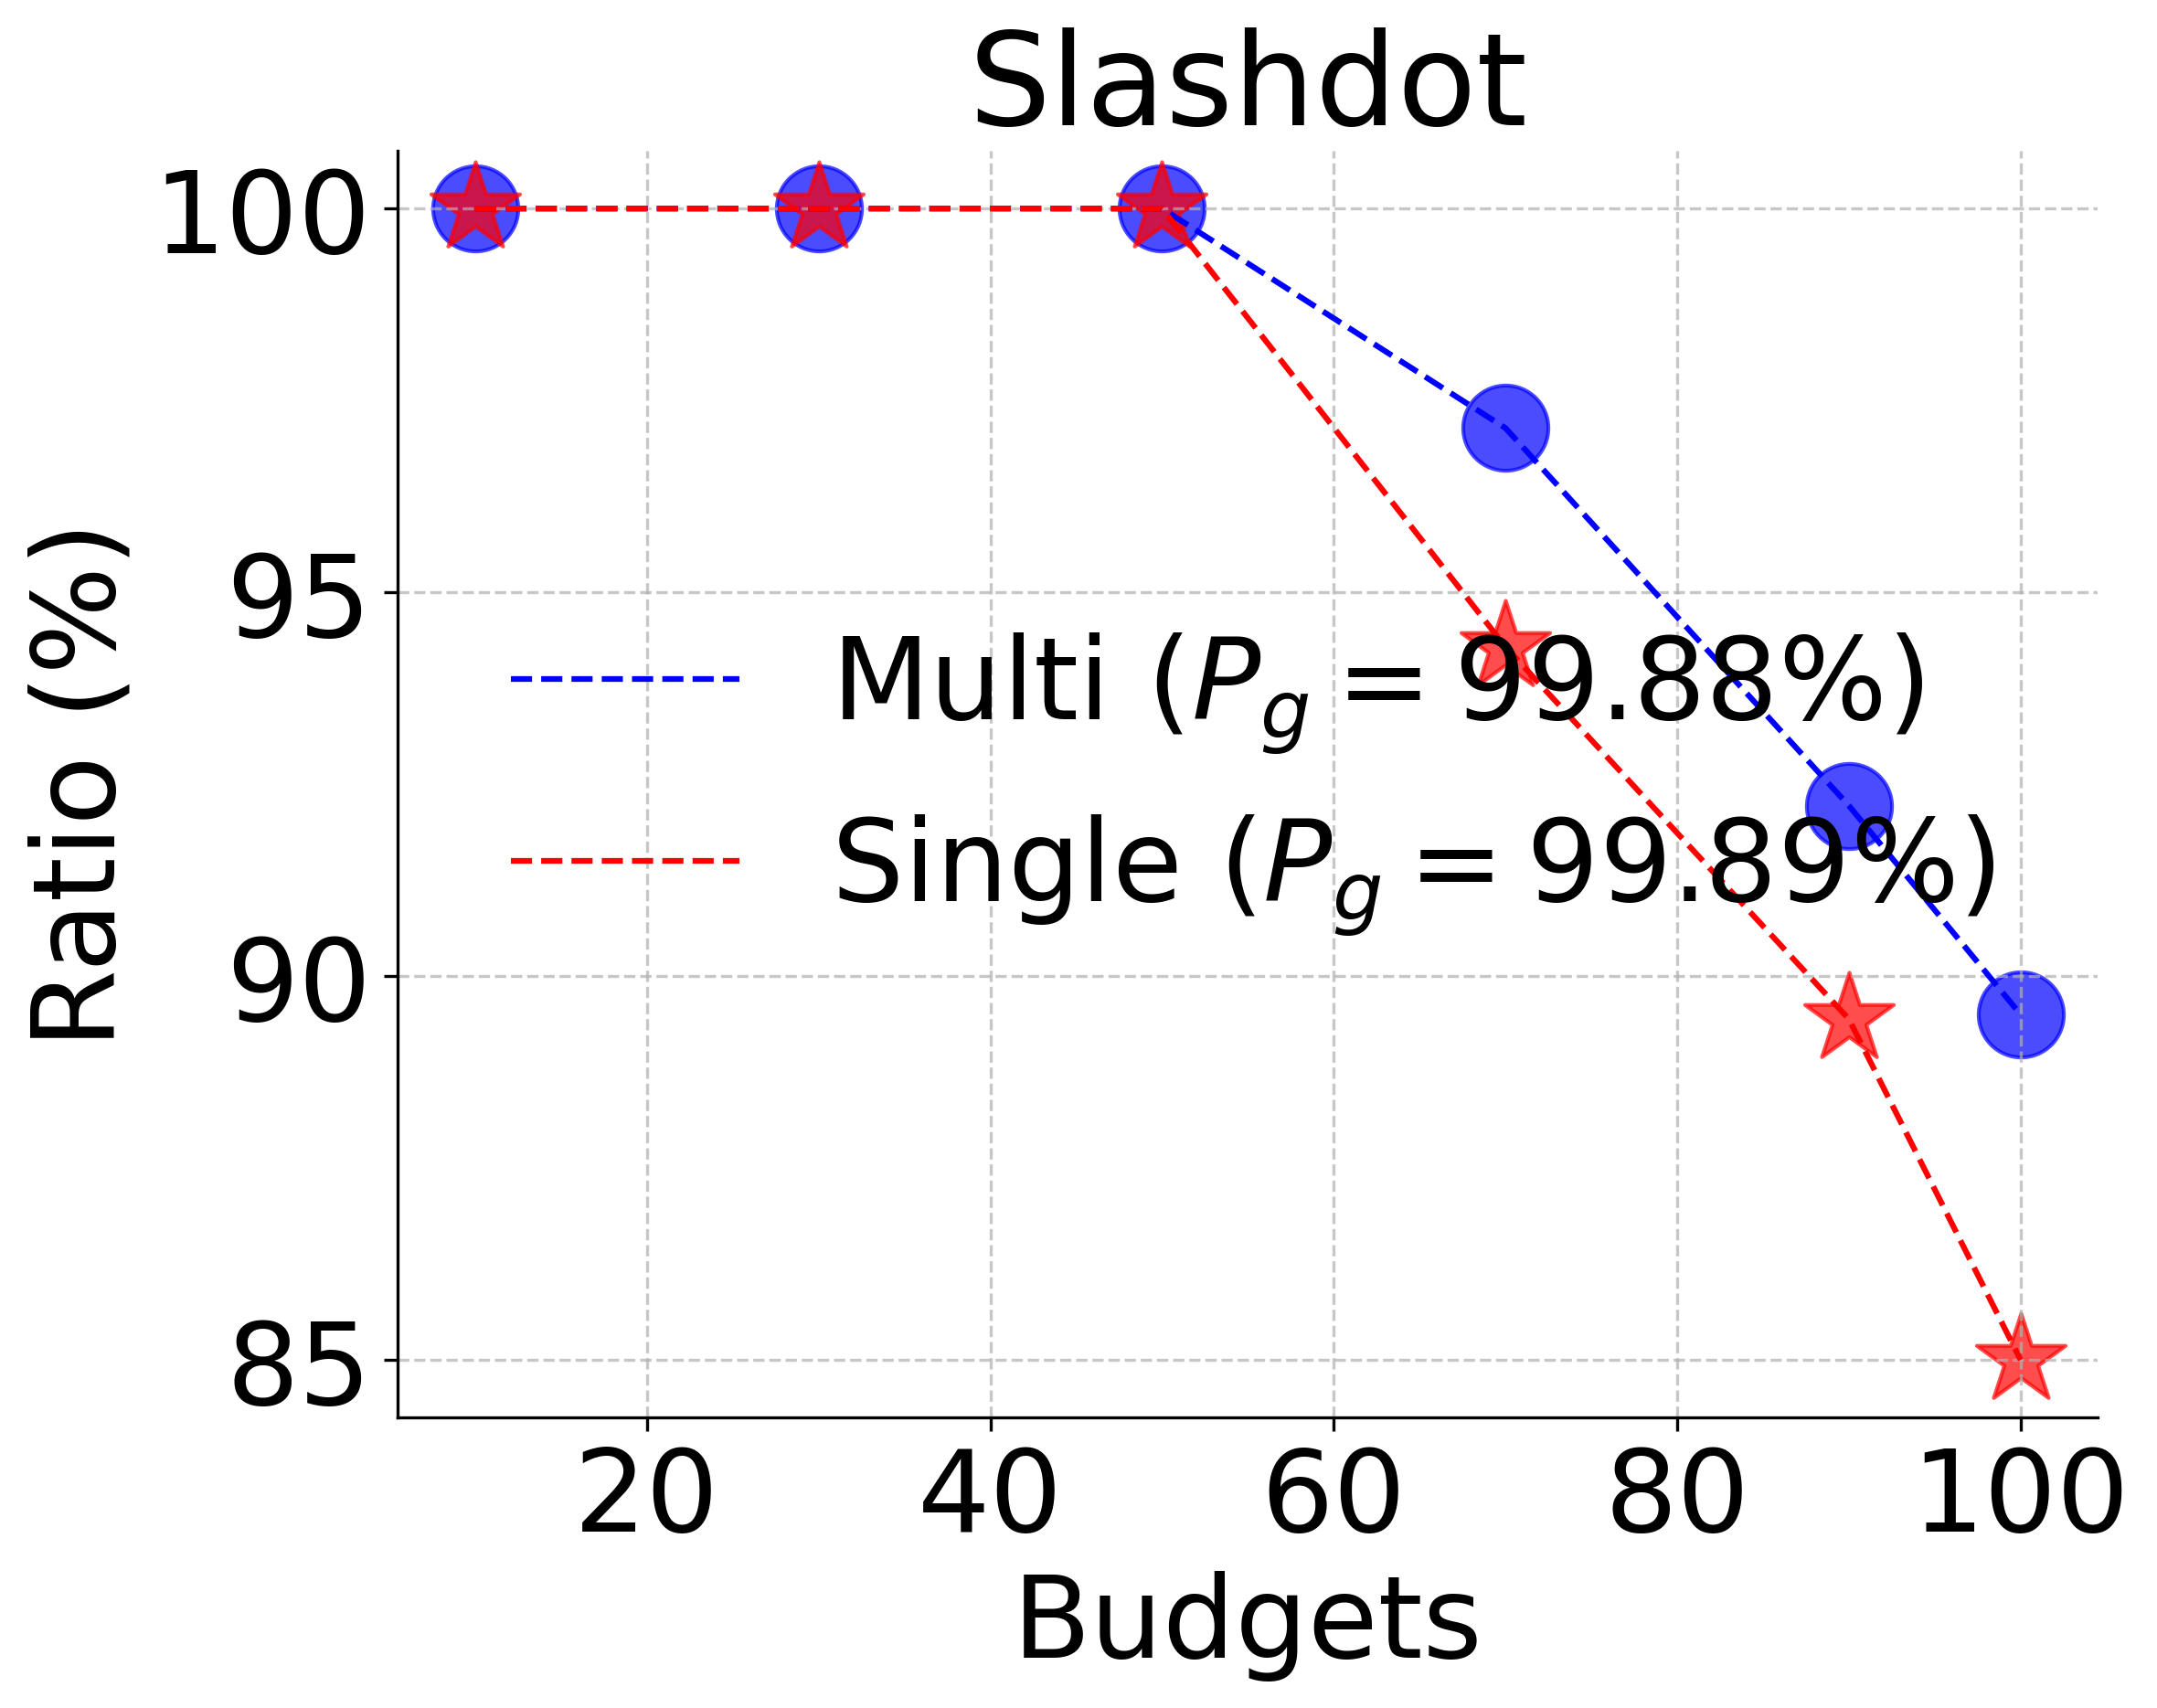 Slashdot
Ratio (%)
100
95
90
85
Multi (P_g = 99.88%)
Single (P_g = 99.89%)
20 40 60 80 100
Budgets